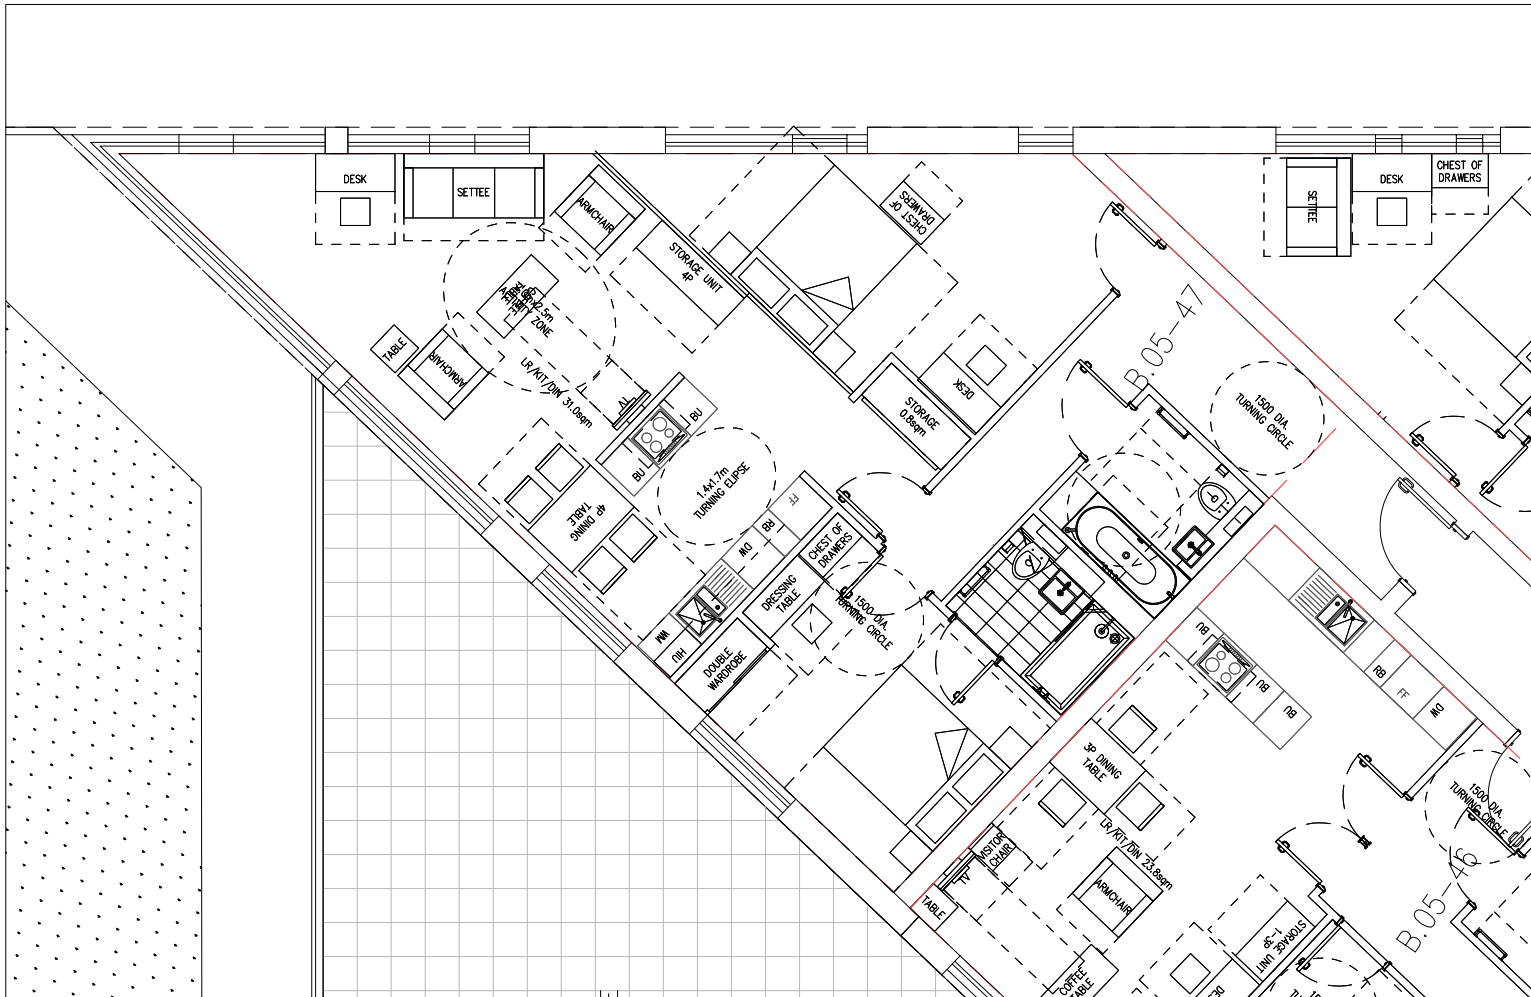 DESK
SETTEE
ARMCHAIR
STORAGE UNIT
4P
CHEST OF
DRAWERS
SETTEE
DESK
CHEST OF
DRAWERS
TABLE
ARMCHAIR
LR/KIT/DIN 31.0sqm
TV
BU
BU
STORAGE
0.8sqm
DESK
B.05-47
1500 DIA.
TURNING CIRCLE
1.4x1.7m
TURNING ELIPSE
4P DINING
TABLE
FF
RB
DW
CHEST OF
DRAWERS
DRESSING
TABLE
1500 DIA.
TURNING CIRCLE
WM
HIU
DOUBLE
WARDROBE
BU
BU
BU
RB
FF
DW
3P DINING
TABLE
LR/KIT/DIN 23.8sqm
VISITOR
CHAIR
TV
TABLE
ARMCHAIR
1500 DIA.
TURNING CIRCLE
B.05-46
STORAGE UNIT
1-3P
COFFEE
TABLE